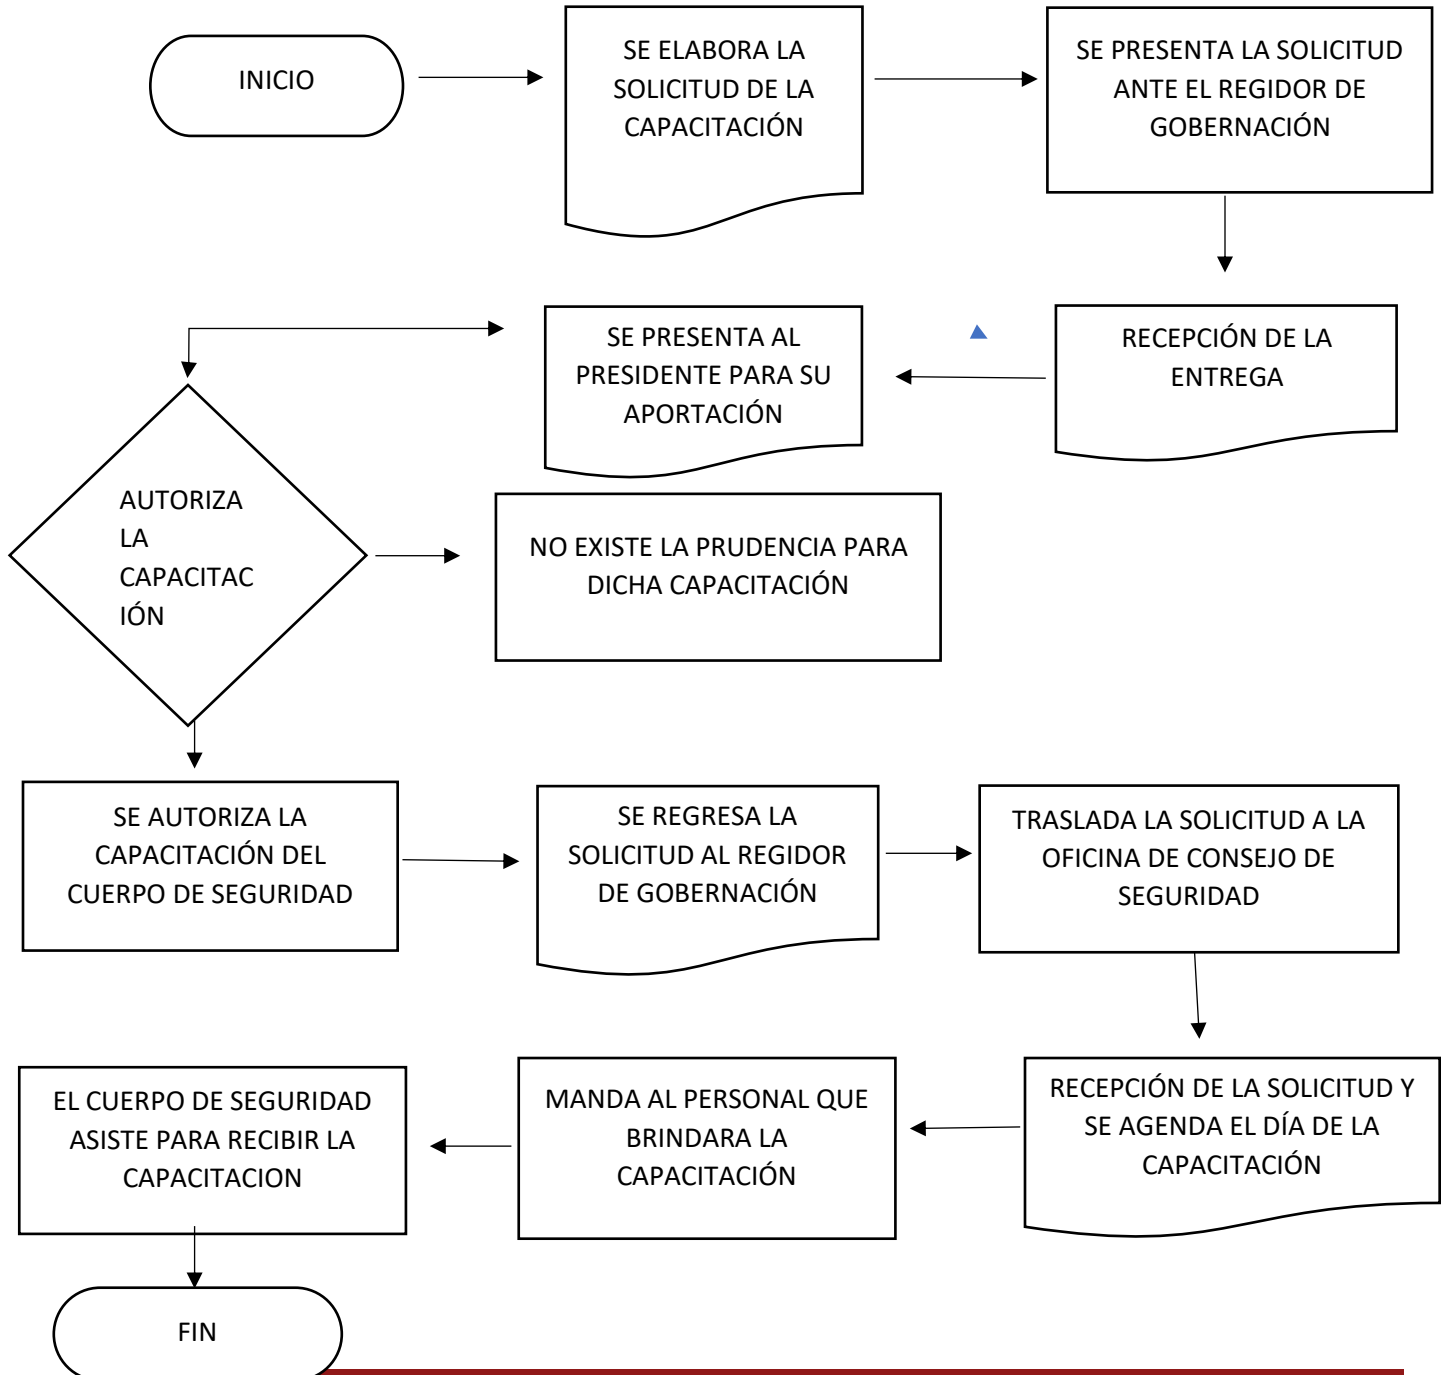 INICIO
SE ELABORA LA
SOLICITUD DE LA
CAPACITACIÓN
SE PRESENTA LA SOLICITUD
ANTE EL REGIDOR DE
GOBERNACIÓN
RECEPCIÓN DE LA
ENTREGA
SE PRESENTA AL
PRESIDENTE PARA SU
APORTACIÓN
AUTORIZA
LA
CAPACITAC
IÓN
NO EXISTE LA PRUDENCIA PARA
DICHA CAPACITACIÓN
SE AUTORIZA LA
CAPACITACIÓN DEL
CUERPO DE SEGURIDAD
SE REGRESA LA
SOLICITUD AL REGIDOR
DE GOBERNACIÓN
TRASLADA LA SOLICITUD A LA
OFICINA DE CONSEJO DE
SEGURIDAD
RECEPCIÓN DE LA SOLICITUD Y
SE AGENDA EL DÍA DE LA
CAPACITACIÓN
MANDA AL PERSONAL QUE
BRINDARA LA
CAPACITACIÓN
EL CUERPO DE SEGURIDAD
ASISTE PARA RECIBIR LA
CAPACITACION
FIN